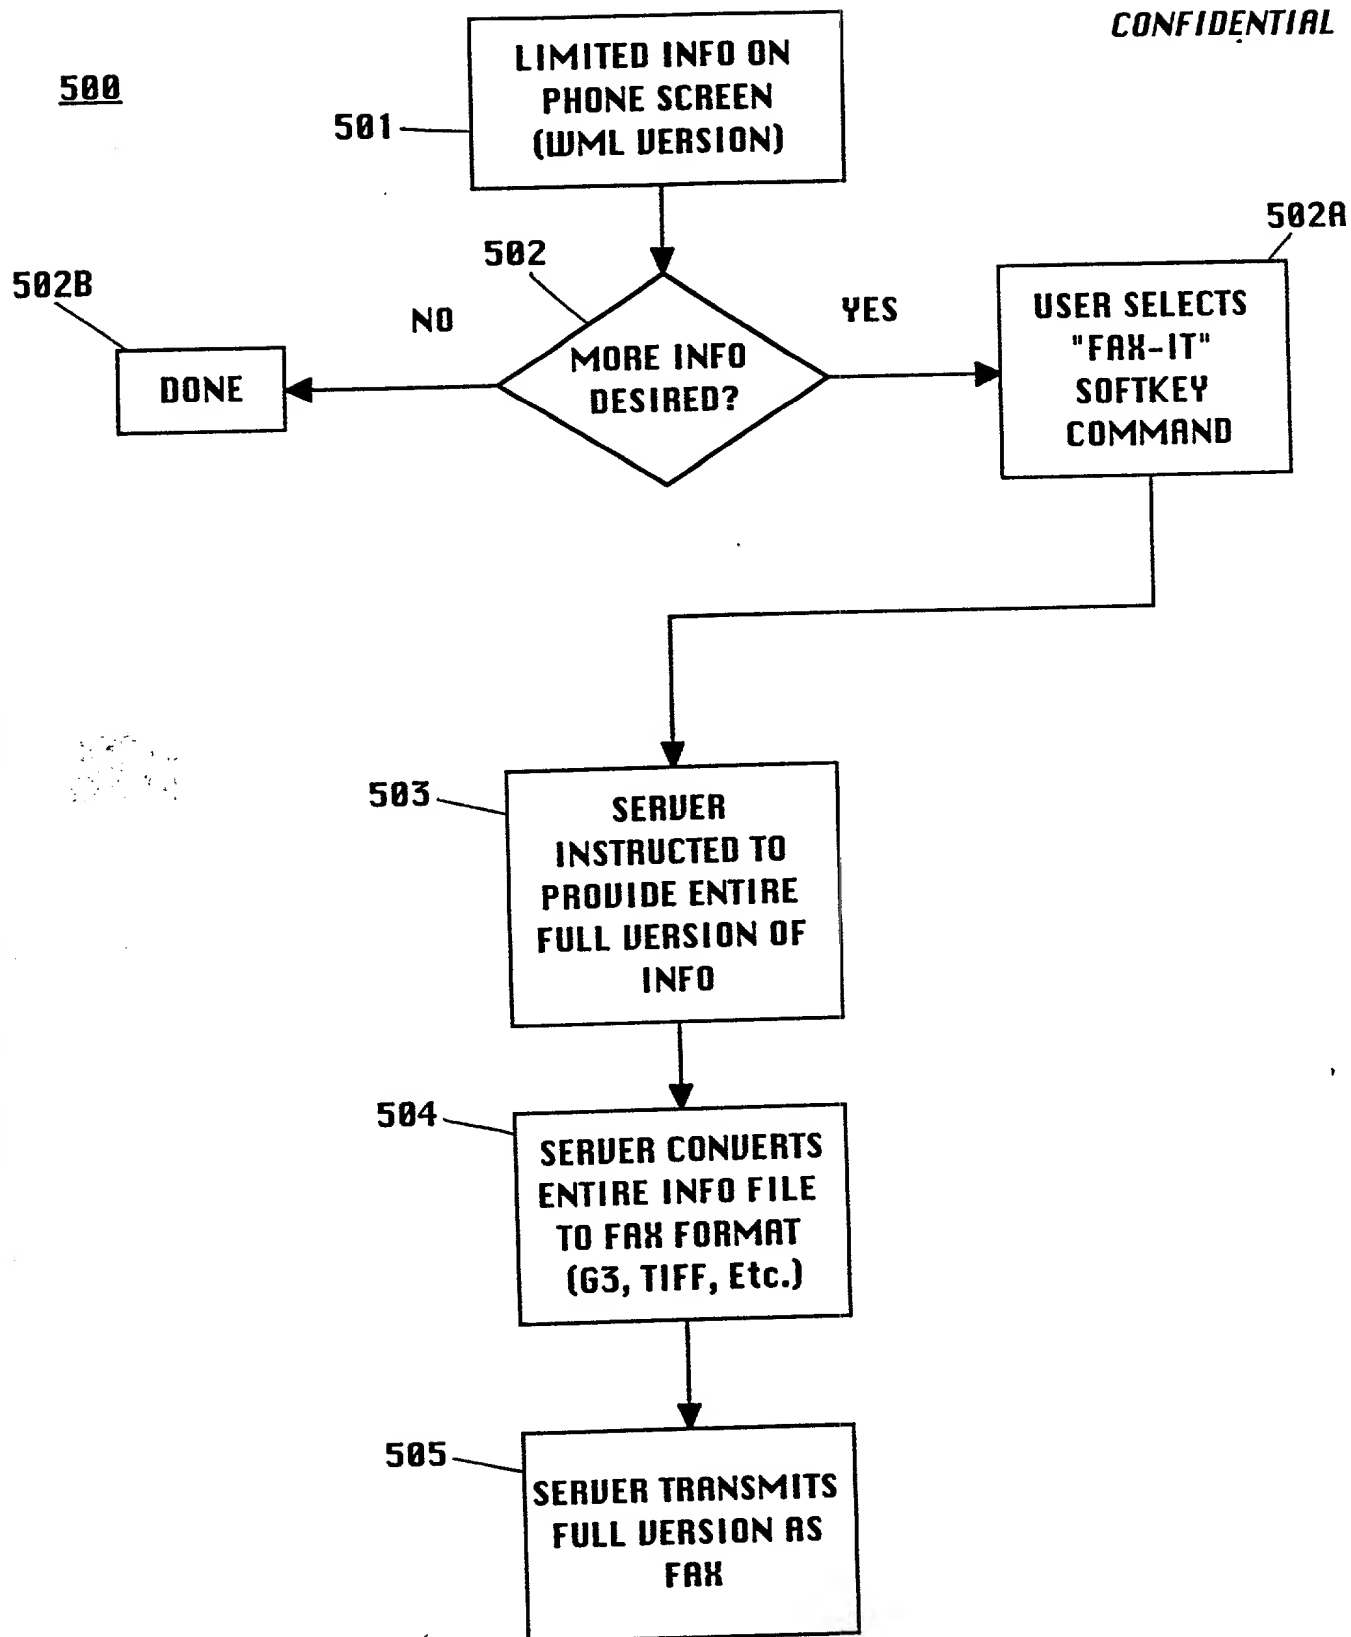 CONFIDENTIAL
500
501
LIMITED INFO ON
PHONE SCREEN
(WML VERSION)
502
502A
502B
NO
YES
DONE
MORE INFO
DESIRED?
USER SELECTS
"FAX-IT"
SOFTKEY
COMMAND
503
SERVER
INSTRUCTED TO
PROVIDE ENTIRE
FULL VERSION OF
INFO
504
SERVER CONVERTS
ENTIRE INFO FILE
TO FAX FORMAT
(G3, TIFF, Etc.)
505
SERVER TRANSMITS
FULL VERSION AS
FAX